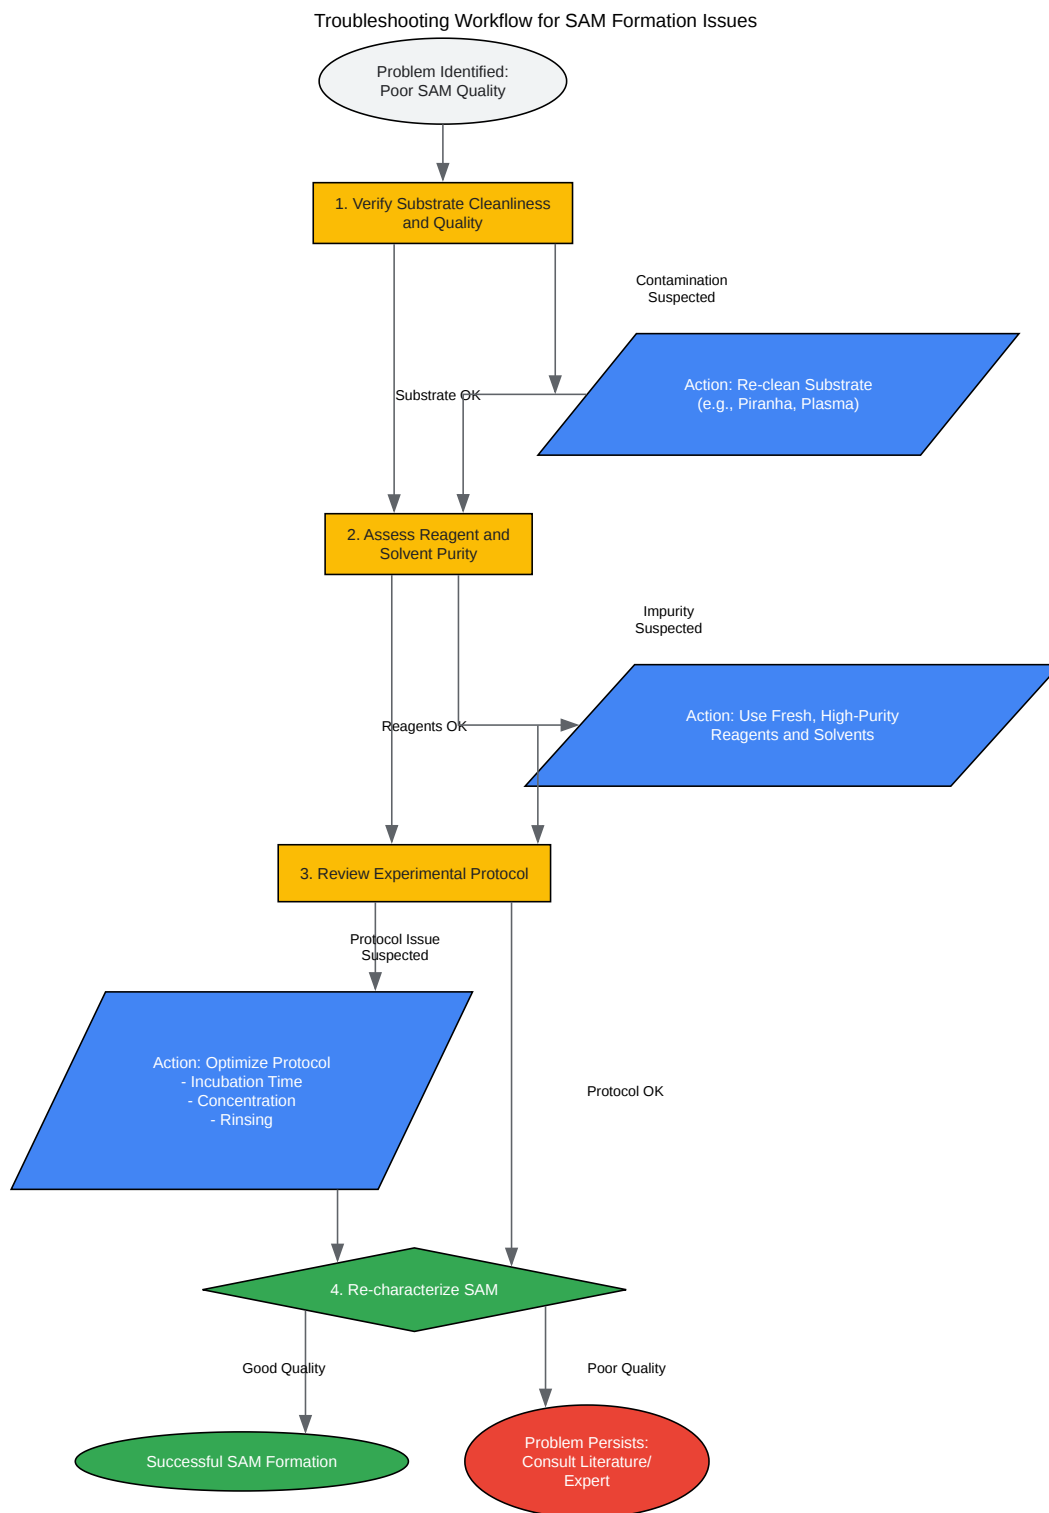 Troubleshooting Workflow for SAM Formation Issues
Problem Identified:
Poor SAM Quality
1. Verify Substrate Cleanliness
and Quality
Contamination
Suspected
Action: Re-clean Substrate
(e.g., Piranha, Plasma)
Substrate OK
2. Assess Reagent and
Solvent Purity
Impurity
Suspected
Action: Use Fresh, High-Purity
Reagents and Solvents
Reagents OK
3. Review Experimental Protocol
Protocol Issue
Suspected
Action: Optimize Protocol
- Incubation Time
- Concentration
- Rinsing
Protocol OK
4. Re-characterize SAM
Good Quality
Poor Quality
Successful SAM Formation
Problem Persists:
Consult Literature/
Expert